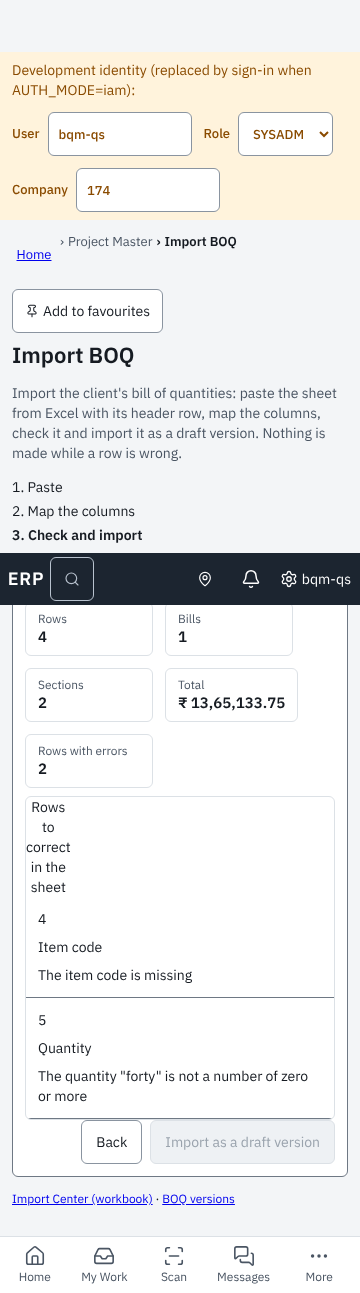 Development identity (replaced by sign-in when
AUTH_MODE=iam):
User bqm-qs Role SYSADM
Company 174
Home › Project Master › Import BOQ
Add to favourites
Import BOQ
Import the client's bill of quantities: paste the sheet
from Excel with its header row, map the columns,
check it and import it as a draft version. Nothing is
made while a row is wrong.
1. Paste
2. Map the columns
3. Check and import
ERP bqm-qs
Rows Bills
4 1
Sections Total
2 ₹ 13,65,133.75
Rows with errors
2
Rows
to
correct
in the
sheet
4
Item code
The item code is missing
5
Quantity
The quantity "forty" is not a number of zero
or more
Back Import as a draft version
Import Center (workbook) · BOQ versions
Home My Work Scan Messages More